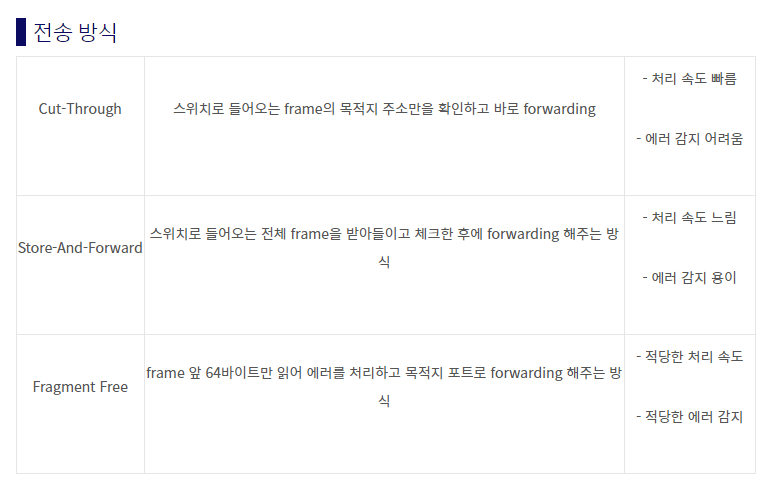 전송 방식
Cut-Through
스위치로 들어오는 frame의 목적지 주소만을 확인하고 바로 forwarding
- 처리 속도 빠름
- 에러 감지 어려움
Store-And-Forward
스위치로 들어오는 전체 frame을 받아들이고 체크한 후에 forwarding 해주는 방
식
- 처리 속도 느림
- 에러 감지 용이
Fragment Free
frame 앞 64바이트만 읽어 에러를 처리하고 목적지 포트로 forwarding 해주는 방
식
- 적당한 처리 속도
- 적당한 에러 감지